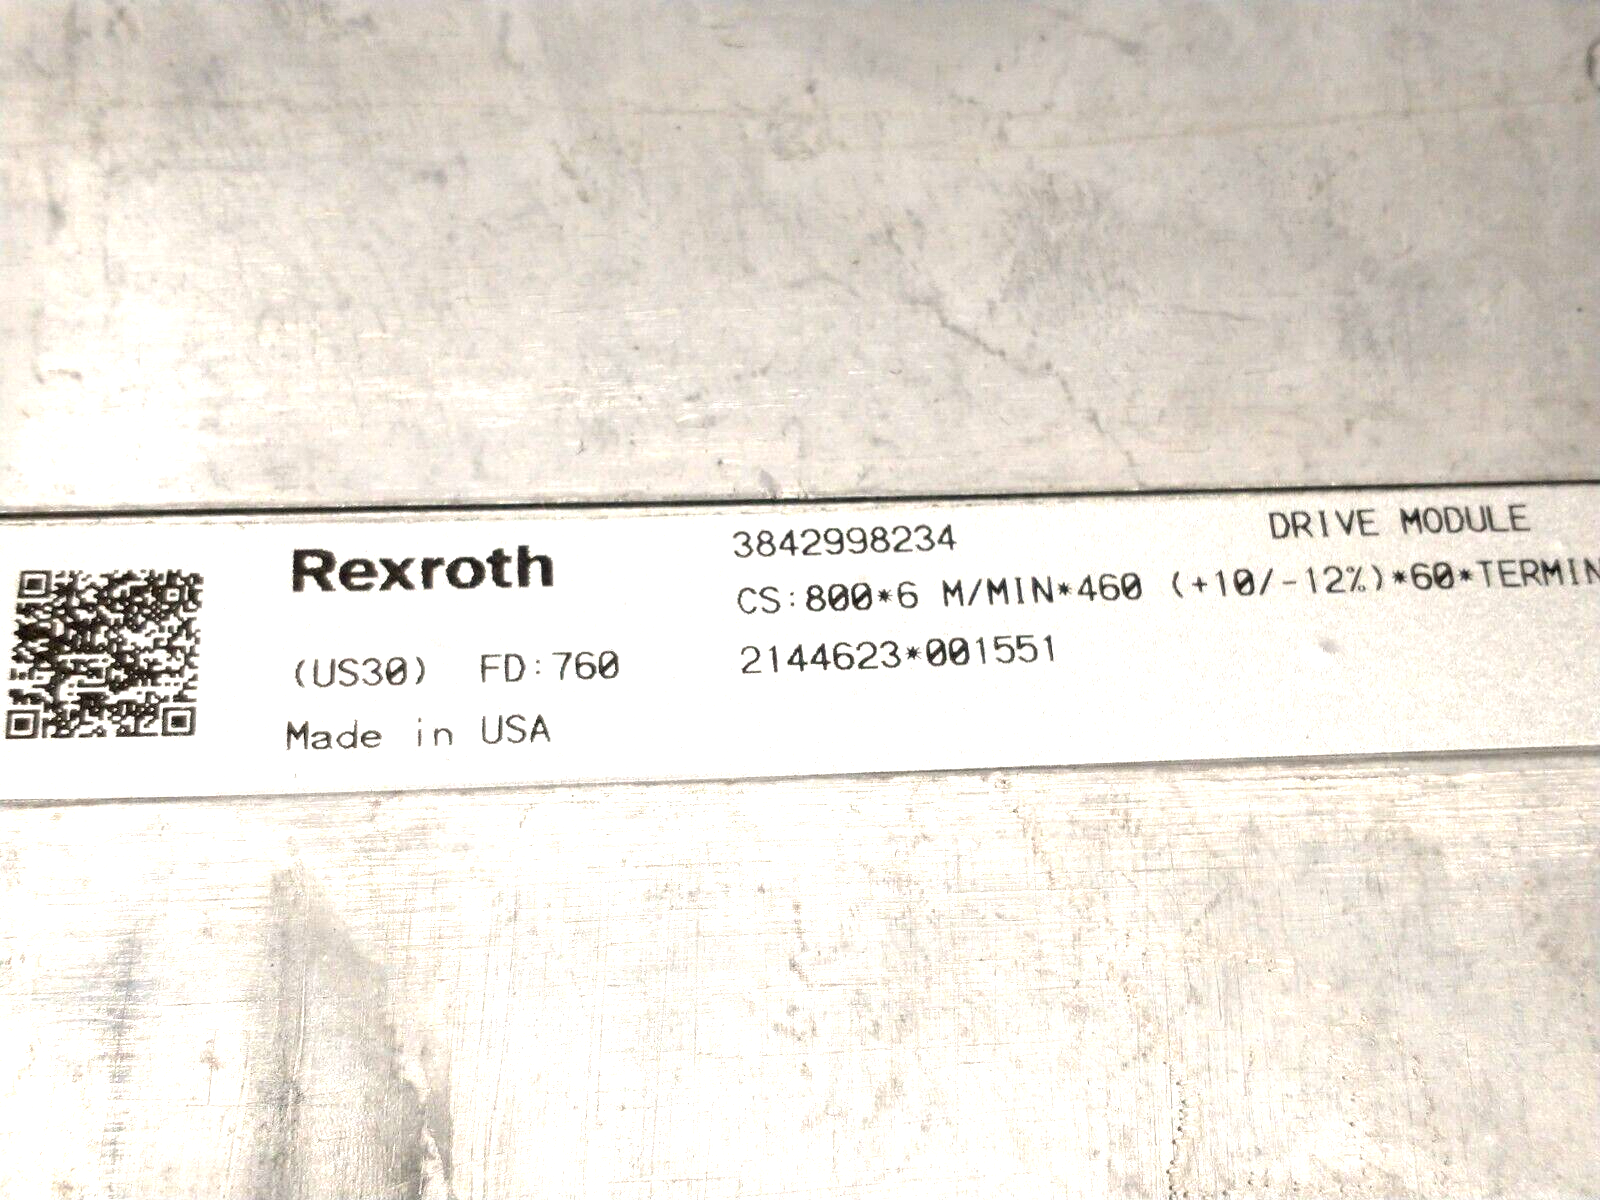 Rexroth
3842998234 DRIVE MODULE
CS:800*6 M/MIN*460 (+10/-12%)*60*TERMIN
(US30) FD:760
2144623*001551
Made in USA